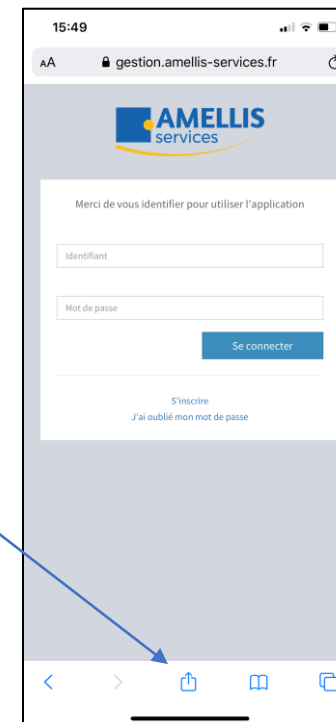 15:49
AA gestion.amellis-services.fr
AMELLIS
services
Merci de vous identifier pour utiliser l'application
Identifiant
Mot de passe
Se connecter
S'inscrire
J'ai oublié mon mot de passe